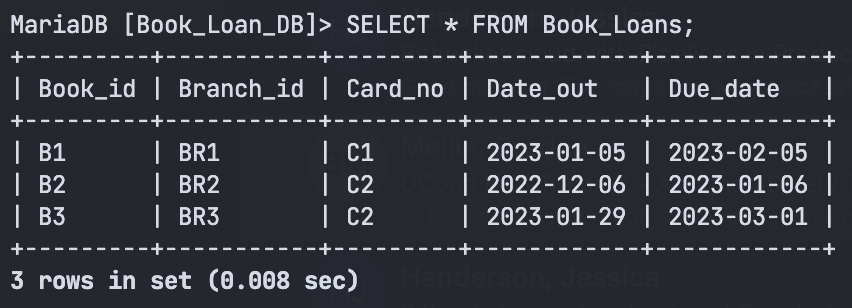 MariaDB [Book_Loan_DB]> SELECT * FROM Book_Loans;
+---------+-----------+---------+------------+------------+
| Book_id | Branch_id | Card_no | Date_out   | Due_date   |
+---------+-----------+---------+------------+------------+
| B1      | BR1       | C1      | 2023-01-05 | 2023-02-05 |
| B2      | BR2       | C2      | 2022-12-06 | 2023-01-06 |
| B3      | BR3       | C2      | 2023-01-29 | 2023-03-01 |
+---------+-----------+---------+------------+------------+
3 rows in set (0.008 sec)
Henderson, Jessica